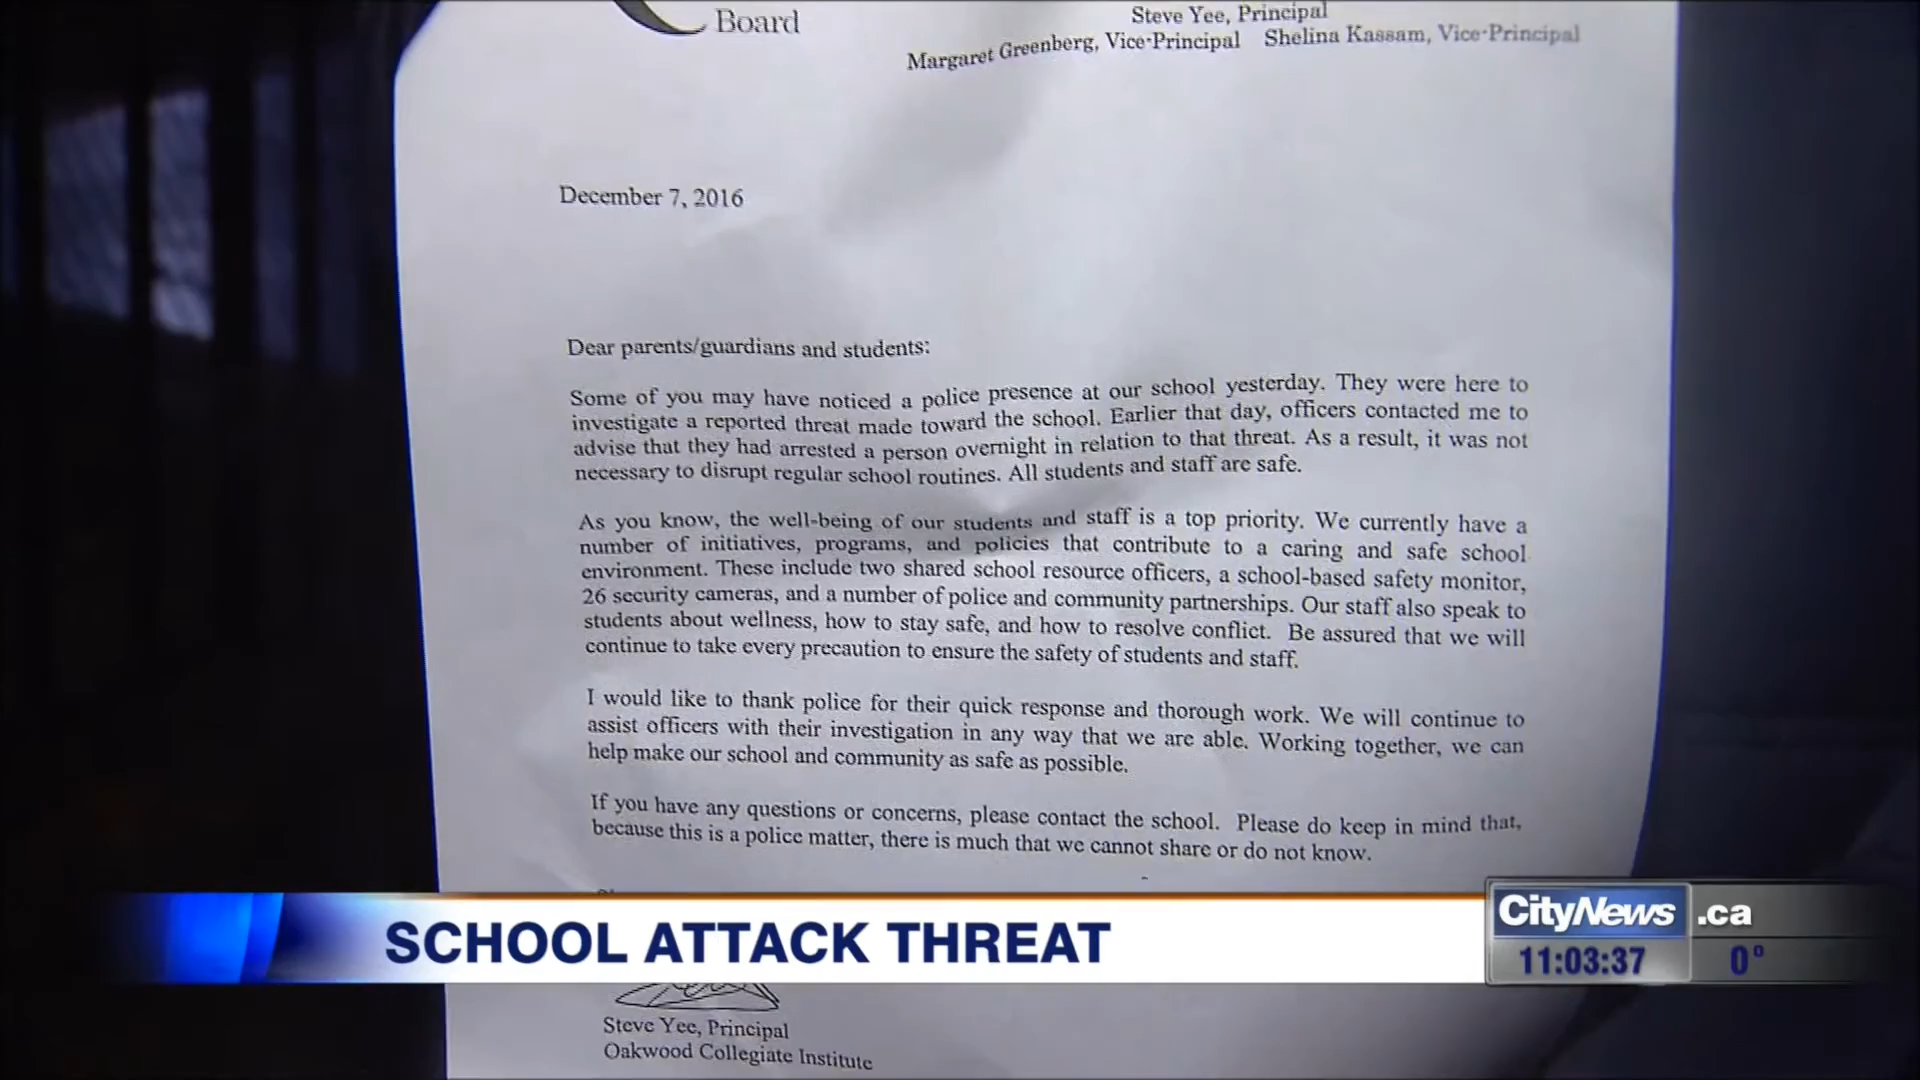 Board
Steve Yee, Principal
Margaret Greenberg, Vice-Principal Shelina Kassam, Vice-Principal
December 7, 2016
Dear parents/guardians and students:
Some of you may have noticed a police presence at our school yesterday. They were here to
investigate a reported threat made toward the school. Earlier that day, officers contacted me to
advise that they had arrested a person overnight in relation to that threat. As a result, it was not
necessary to disrupt regular school routines. All students and staff are safe.
As you know, the well-being of our students and staff is a top priority. We currently have a
number of initiatives, programs, and policies that contribute to a caring and safe school
environment. These include two shared school resource officers, a school-based safety monitor,
26 security cameras, and a number of police and community partnerships. Our staff also speak to
students about wellness, how to stay safe, and how to resolve conflict. Be assured that we will
continue to take every precaution to ensure the safety of students and staff.
I would like to thank police for their quick response and thorough work. We will continue to
assist officers with their investigation in any way that we are able. Working together, we can
help make our school and community as safe as possible.
If you have any questions or concerns, please contact the school. Please do keep in mind that,
because this is a police matter, there is much that we cannot share or do not know.
SCHOOL ATTACK THREAT
CityNews .ca
11:03:37 0°
Steve Yee, Principal
Oakwood Collegiate Institute